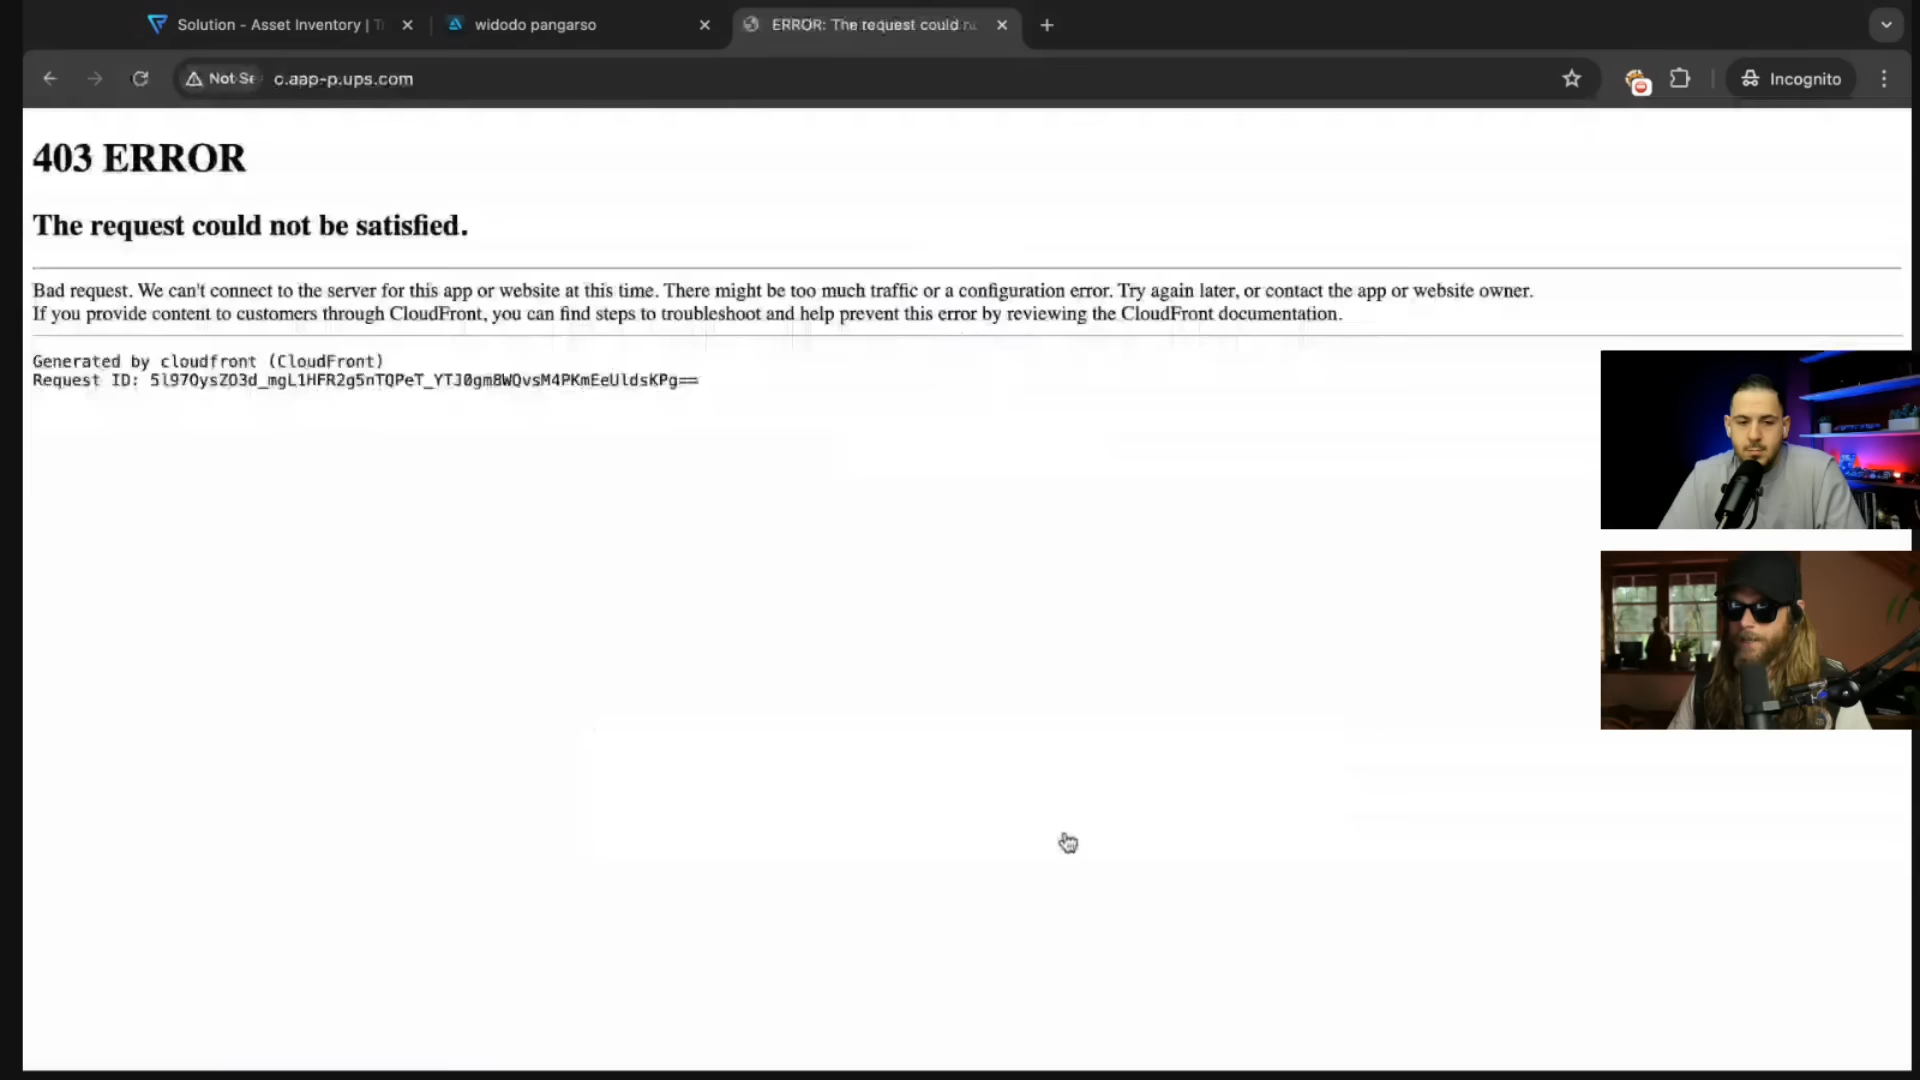 Solution - Asset Inventory |
widodo pangarso
ERROR: The request could
Not Se
c.aap-p.ups.com
Incognito
403 ERROR
The request could not be satisfied.
Bad request. We can't connect to the server for this app or website at this time. There might be too much traffic or a configuration error. Try again later, or contact the app or website owner.
If you provide content to customers through CloudFront, you can find steps to troubleshoot and help prevent this error by reviewing the CloudFront documentation.
Generated by cloudfront (CloudFront)
Request ID: